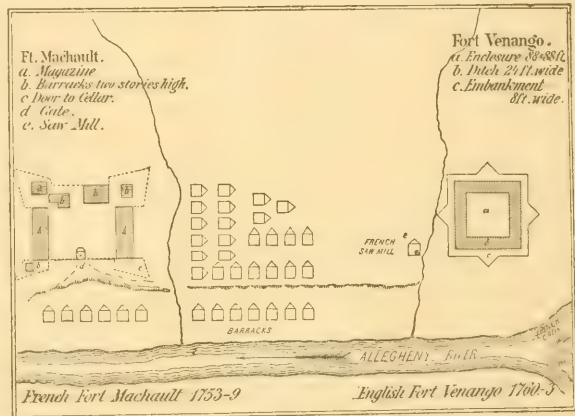 Ft. Machault.
a. Magazine
b. Barracks two stories high.
c Door to Cellar.
d Gate.
e. Saw Mill.
Fort Venango.
a. Enclosure 88×88 ft.
b. Ditch 24 ft. wide
c. Embankment
8 ft. wide.
a
b
b
b
b
b
d
a
b
c
FRENCH
SAW MILL
e
BARRACKS
ALLEGHENY RIVER
French Fort Machault 1753-9
English Fort Venango 1760-3